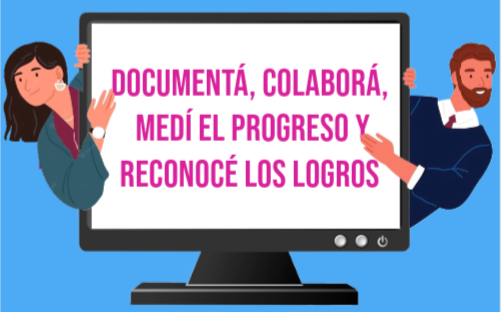 DOCUMENTÁ, COLABORÁ,
MEDÍ EL PROGRESO Y
RECONOCÉ LOS LOGROS